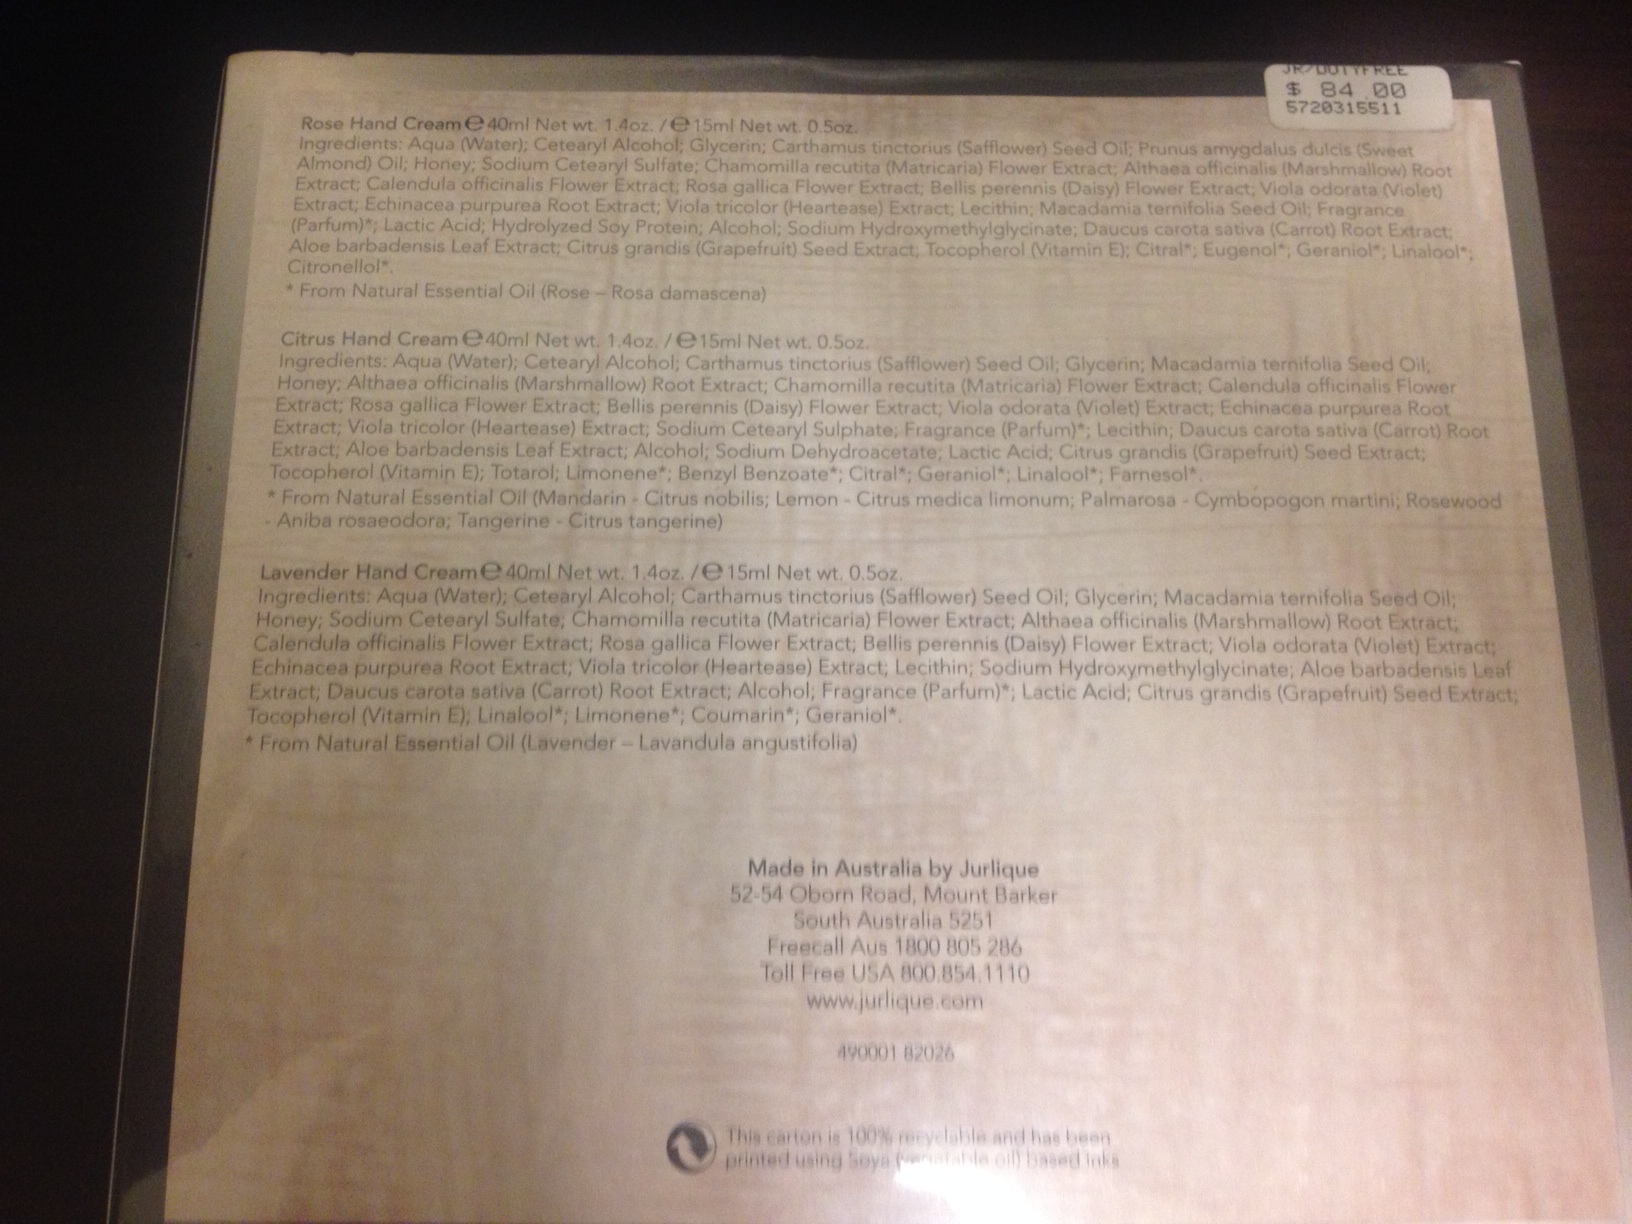 JR/DUTYFREE
$ 84.00
5720315511
Rose Hand Cream ℮ 40ml Net wt. 1.4oz. / ℮ 15ml Net wt. 0.5oz.
Ingredients: Aqua (Water); Cetearyl Alcohol; Glycerin; Carthamus tinctorius (Safflower) Seed Oil; Prunus amygdalus dulcis (Sweet
Almond) Oil; Honey; Sodium Cetearyl Sulfate; Chamomilla recutita (Matricaria) Flower Extract; Althaea officinalis (Marshmallow) Root
Extract; Calendula officinalis Flower Extract; Rosa gallica Flower Extract; Bellis perennis (Daisy) Flower Extract; Viola odorata (Violet)
Extract; Echinacea purpurea Root Extract; Viola tricolor (Heartease) Extract; Lecithin; Macadamia ternifolia Seed Oil; Fragrance
(Parfum)*; Lactic Acid; Hydrolyzed Soy Protein; Alcohol; Sodium Hydroxymethylglycinate; Daucus carota sativa (Carrot) Root Extract;
Aloe barbadensis Leaf Extract; Citrus grandis (Grapefruit) Seed Extract; Tocopherol (Vitamin E); Citral*; Eugenol*; Geraniol*; Linalool*;
Citronellol*.
* From Natural Essential Oil (Rose – Rosa damascena)
Citrus Hand Cream ℮ 40ml Net wt. 1.4oz. / ℮ 15ml Net wt. 0.5oz.
Ingredients: Aqua (Water); Cetearyl Alcohol; Carthamus tinctorius (Safflower) Seed Oil; Glycerin; Macadamia ternifolia Seed Oil;
Honey; Althaea officinalis (Marshmallow) Root Extract; Chamomilla recutita (Matricaria) Flower Extract; Calendula officinalis Flower
Extract; Rosa gallica Flower Extract; Bellis perennis (Daisy) Flower Extract; Viola odorata (Violet) Extract; Echinacea purpurea Root
Extract; Viola tricolor (Heartease) Extract; Sodium Cetearyl Sulphate; Fragrance (Parfum)*; Lecithin; Daucus carota sativa (Carrot) Root
Extract; Aloe barbadensis Leaf Extract; Alcohol; Sodium Dehydroacetate; Lactic Acid; Citrus grandis (Grapefruit) Seed Extract;
Tocopherol (Vitamin E); Totarol; Limonene*; Benzyl Benzoate*; Citral*; Geraniol*; Linalool*; Farnesol*.
* From Natural Essential Oil (Mandarin - Citrus nobilis; Lemon - Citrus medica limonum; Palmarosa - Cymbopogon martini; Rosewood
- Aniba rosaeodora; Tangerine - Citrus tangerine)
Lavender Hand Cream ℮ 40ml Net wt. 1.4oz. / ℮ 15ml Net wt. 0.5oz.
Ingredients: Aqua (Water); Cetearyl Alcohol; Carthamus tinctorius (Safflower) Seed Oil; Glycerin; Macadamia ternifolia Seed Oil;
Honey; Sodium Cetearyl Sulfate; Chamomilla recutita (Matricaria) Flower Extract; Althaea officinalis (Marshmallow) Root Extract;
Calendula officinalis Flower Extract; Rosa gallica Flower Extract; Bellis perennis (Daisy) Flower Extract; Viola odorata (Violet) Extract;
Echinacea purpurea Root Extract; Viola tricolor (Heartease) Extract; Lecithin; Sodium Hydroxymethylglycinate; Aloe barbadensis Leaf
Extract; Daucus carota sativa (Carrot) Root Extract; Alcohol; Fragrance (Parfum)*; Lactic Acid; Citrus grandis (Grapefruit) Seed Extract;
Tocopherol (Vitamin E); Linalool*; Limonene*; Coumarin*; Geraniol*.
* From Natural Essential Oil (Lavender – Lavandula angustifolia)
Made in Australia by Jurlique
52-54 Oborn Road, Mount Barker
South Australia 5251
Freecall Aus 1800 805 286
Toll Free USA 800.854.1110
www.jurlique.com
490001 82026
This carton is 100% recyclable and has been
printed using Soya (vegetable oil) based inks